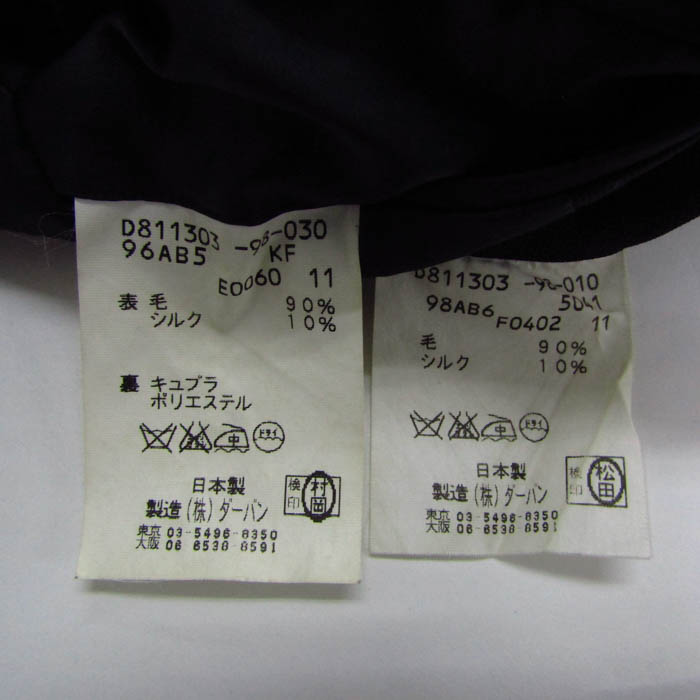 D811303 -96-030
96AB5 KF
E0060 11
表 毛 90%
シルク 10%
裏 キュプラ
ポリエステル
中 ドライ
日本製
製造(株)ダーバン
検印 村岡
東京 03-5496-8350
大阪 06 6538-8591
D811303 -96-010
98AB6 5DA1
F0402 11
毛 90%
シルク 10%
中 ドライ
日本製
製造(株)ダーバン
検印 松田
東京 03-5496-8350
大阪 06-6538-8591